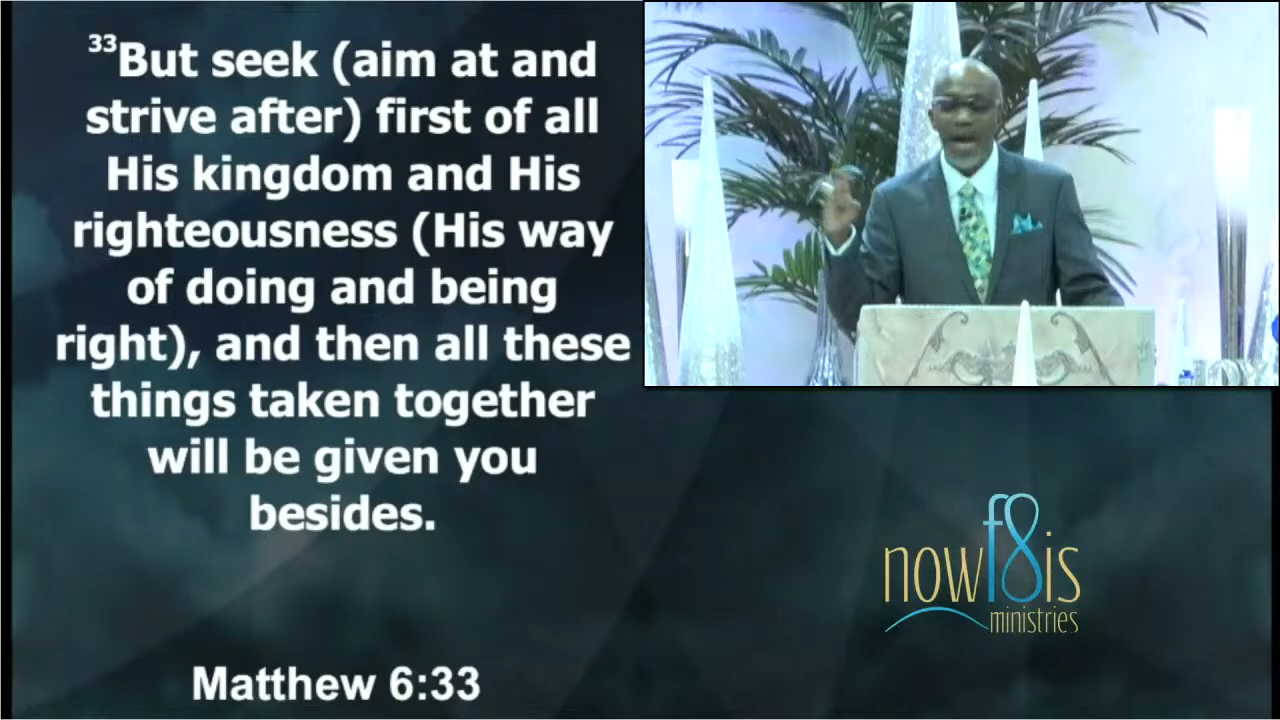 33But seek (aim at and
strive after) first of all
His kingdom and His
righteousness (His way
of doing and being
right), and then all these
things taken together
will be given you
besides.
Matthew 6:33
nowf8is
ministries